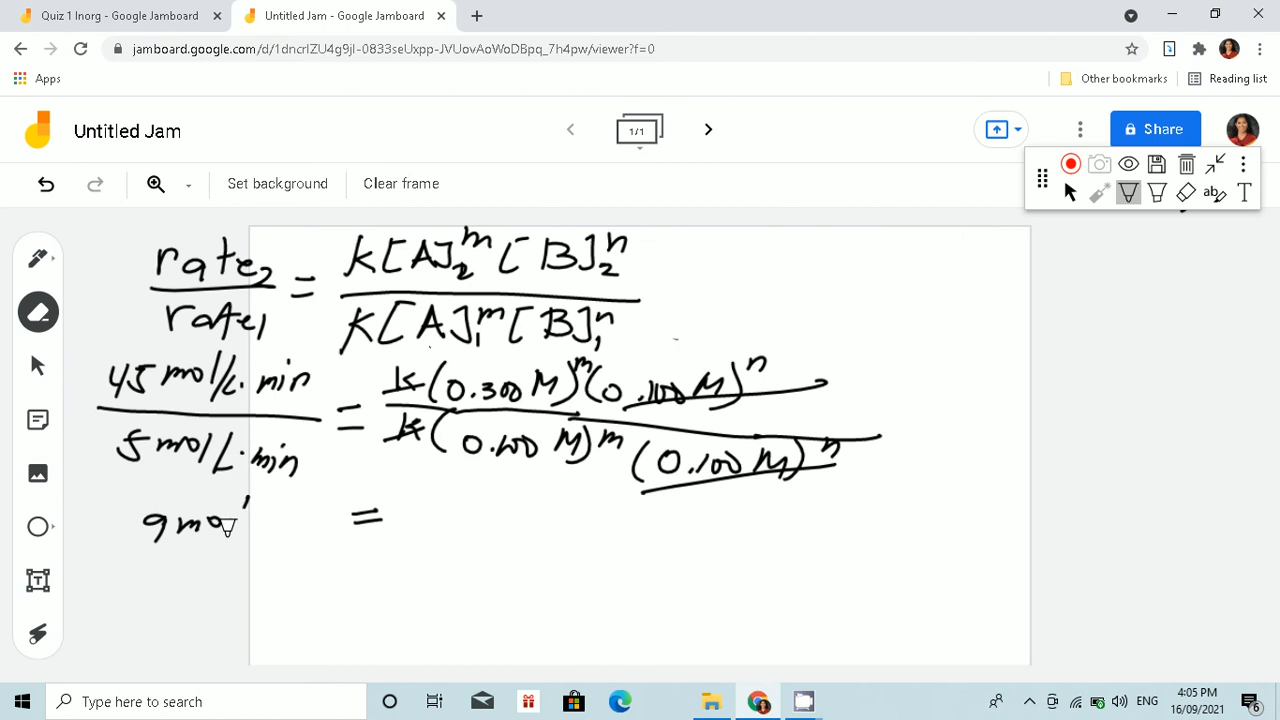 Quiz 1 Inorg - Google Jamboard
Untitled Jam - Google Jamboard
jamboard.google.com/d/1dncrlZU4g9jI-0833seUxpp-JVUovAoWoDBpq_7h4pw/viewer?f=0
Apps
Other bookmarks
Reading list
Untitled Jam
1/1
Share
Set background
Clear frame
rate₂ / rate₁ = k[A]₂ᵐ[B]₂ⁿ / k[A]₁ᵐ[B]₁ⁿ
45 mol/L·min / 5 mol/L·min = k(0.300 M)ᵐ(0.100 M)ⁿ / k(0.100 M)ᵐ(0.100 M)ⁿ
9 mol =
Type here to search
ENG
4:05 PM
16/09/2021
6